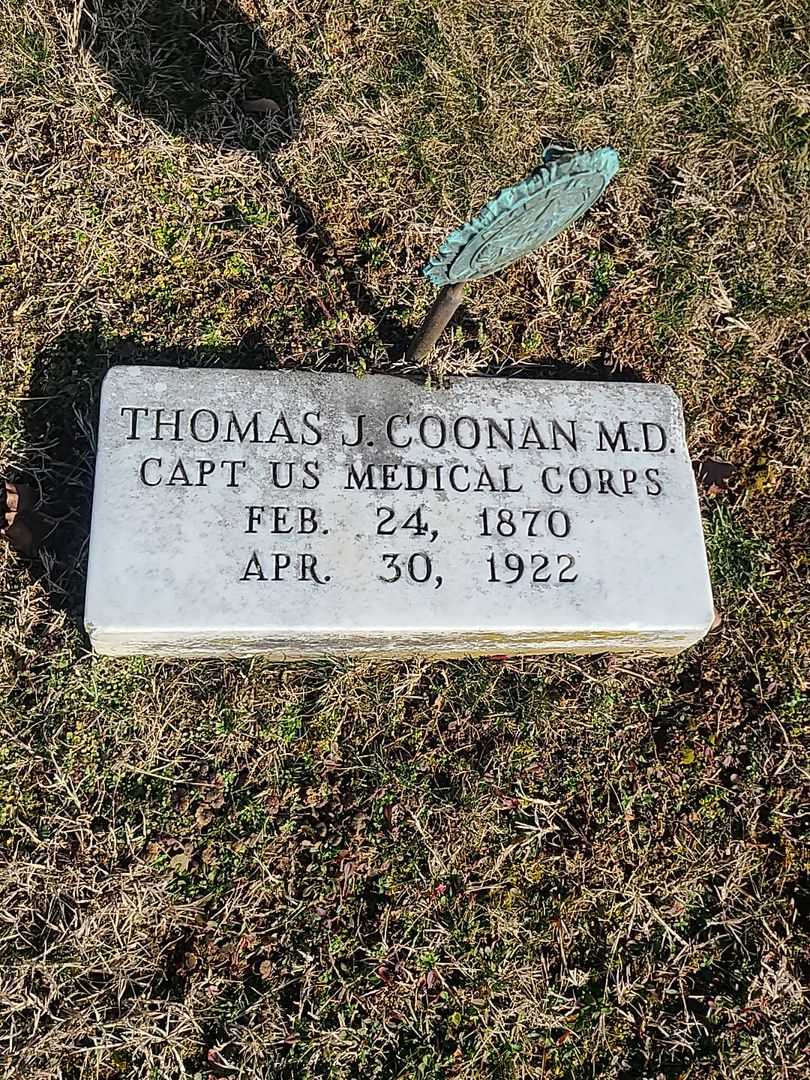 THOMAS J. COONAN M.D.
CAPT US MEDICAL CORPS
FEB. 24, 1870
APR. 30, 1922